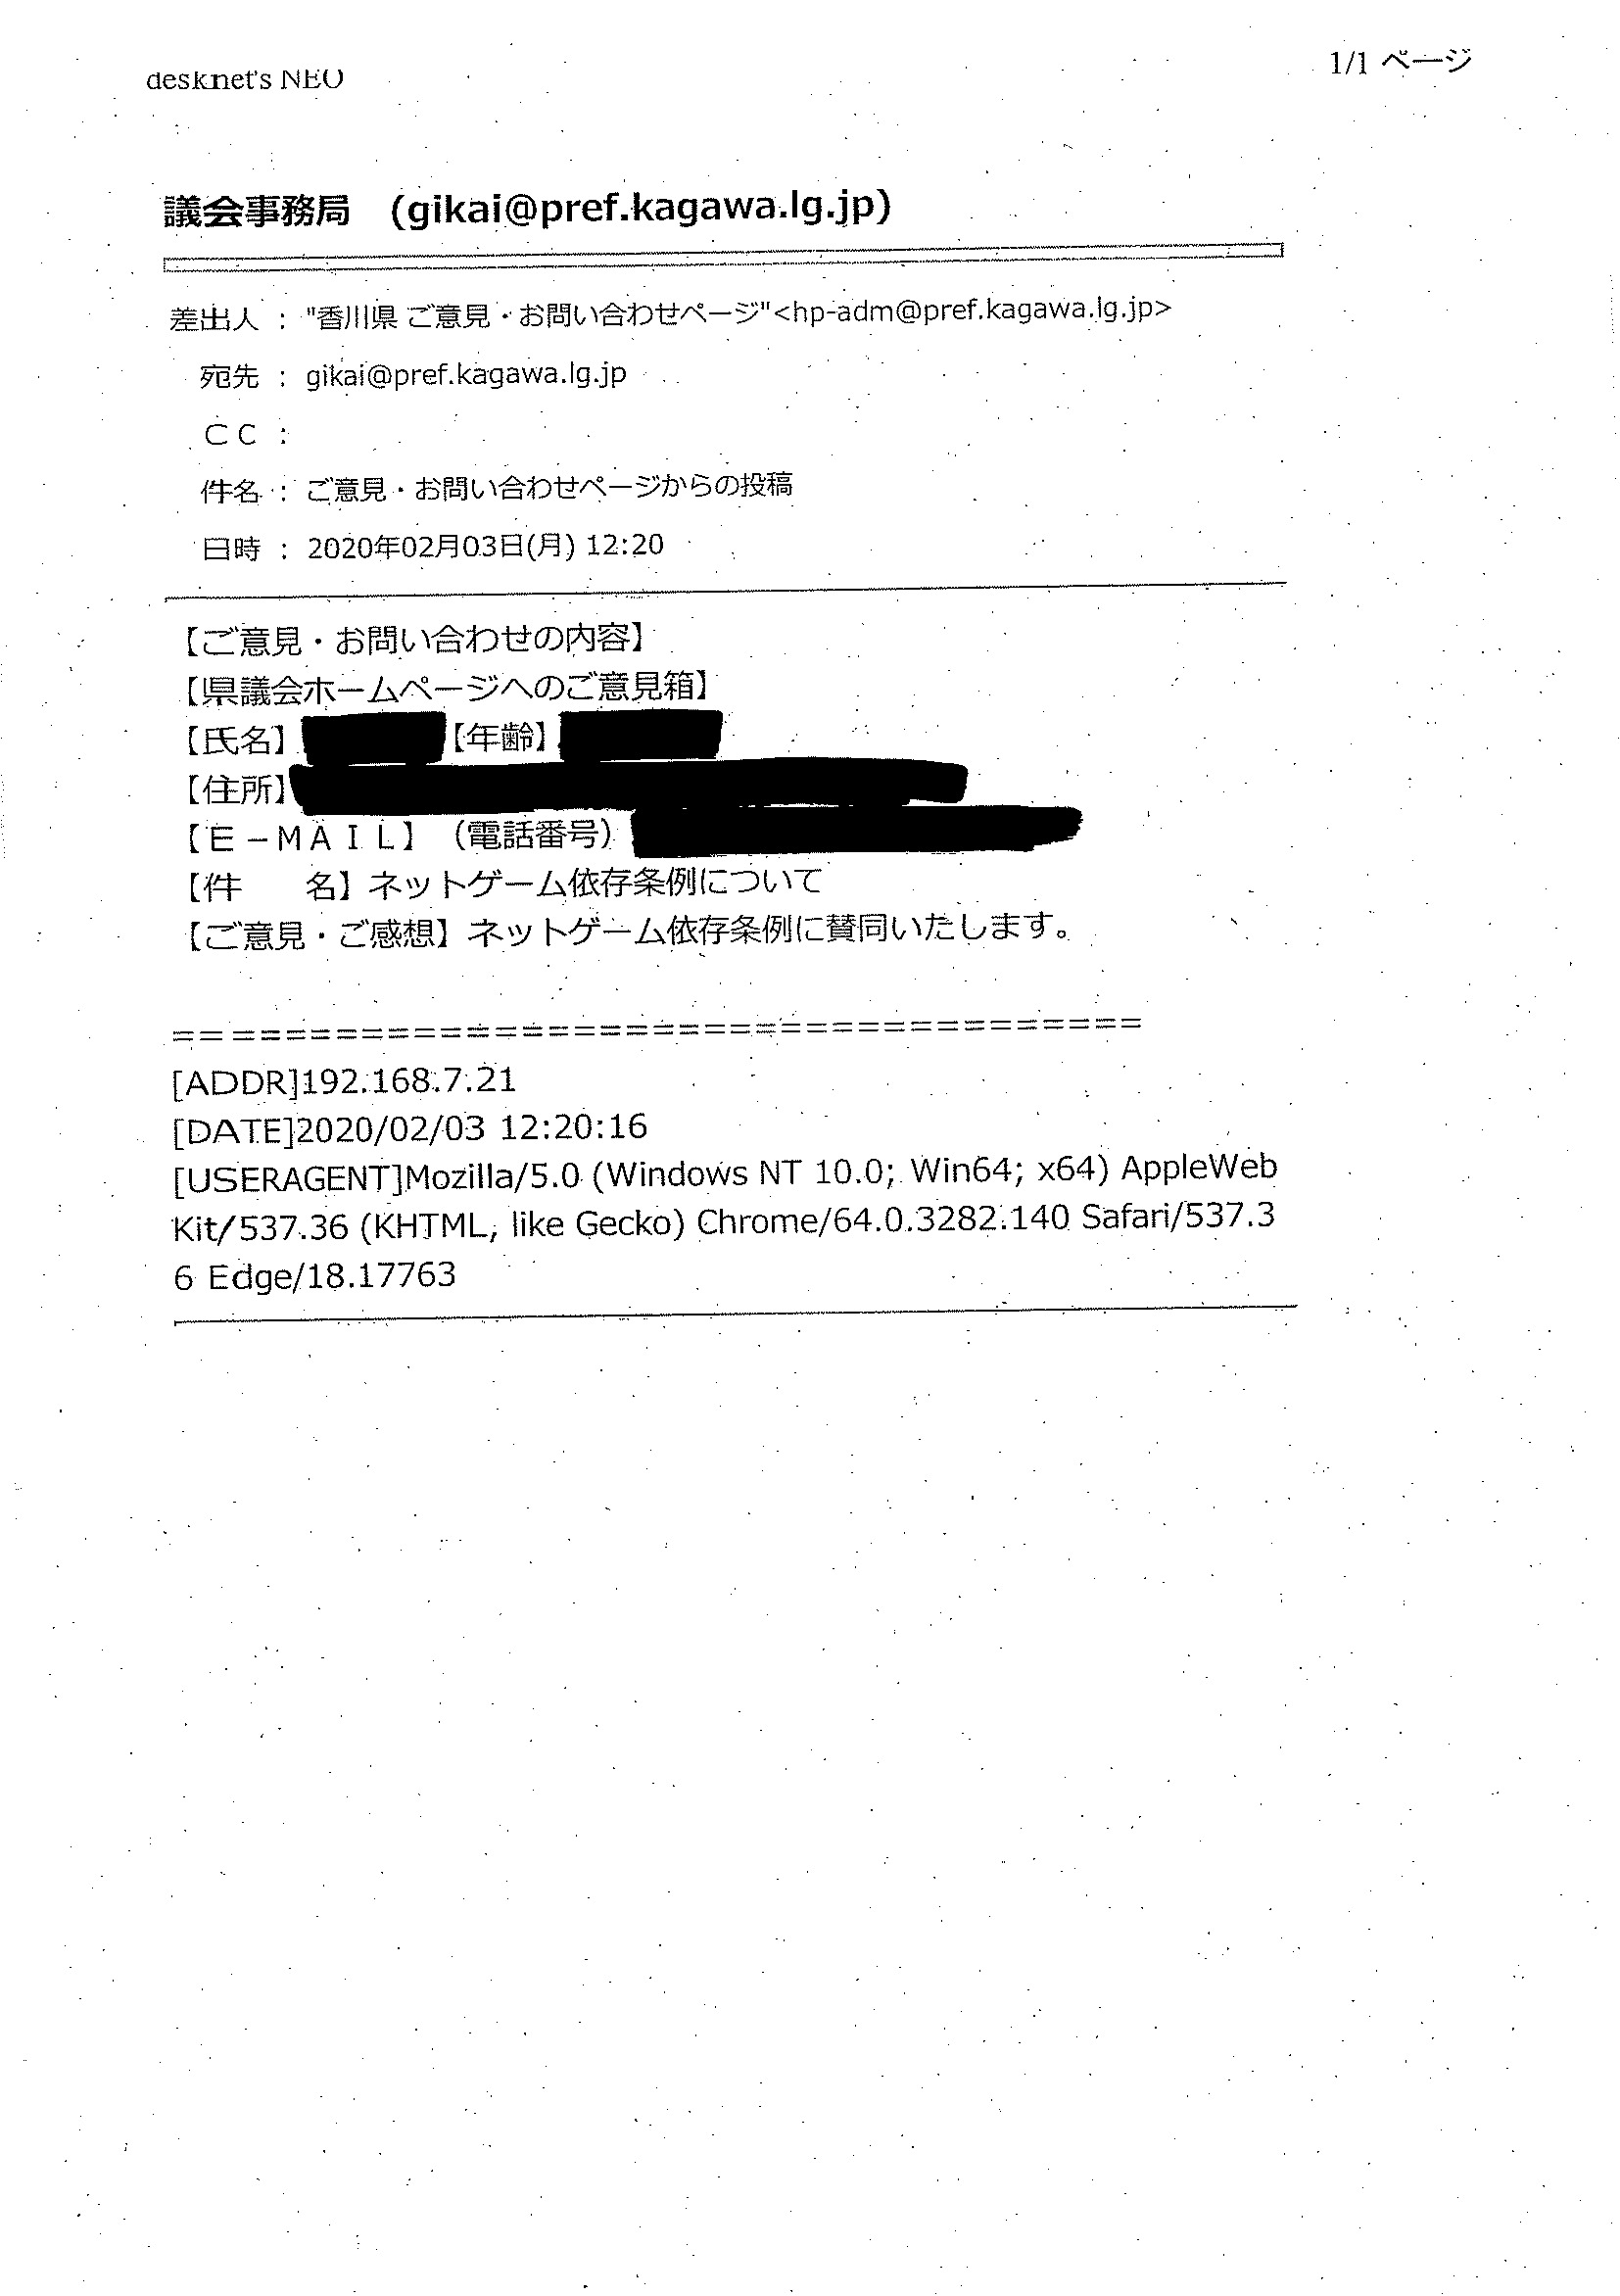 desknet's NEO
1/1 ページ
議会事務局 (gikai@pref.kagawa.lg.jp)
差出人 : "香川県 ご意見・お問い合わせページ"<hp-adm@pref.kagawa.lg.jp>
宛先 : gikai@pref.kagawa.lg.jp
CC :
件名 : ご意見・お問い合わせページからの投稿
日時 : 2020年02月03日(月) 12:20
【ご意見・お問い合わせの内容】
【県議会ホームページへのご意見箱】
【氏名】 【年齢】
【住所】
【E-MAIL】（電話番号）
【件　　名】ネットゲーム依存条例について
【ご意見・ご感想】ネットゲーム依存条例に賛同いたします。
=====================================
[ADDR]192.168.7.21
[DATE]2020/02/03 12:20:16
[USERAGENT]Mozilla/5.0 (Windows NT 10.0; Win64; x64) AppleWeb
Kit/537.36 (KHTML, like Gecko) Chrome/64.0.3282.140 Safari/537.3
6 Edge/18.17763